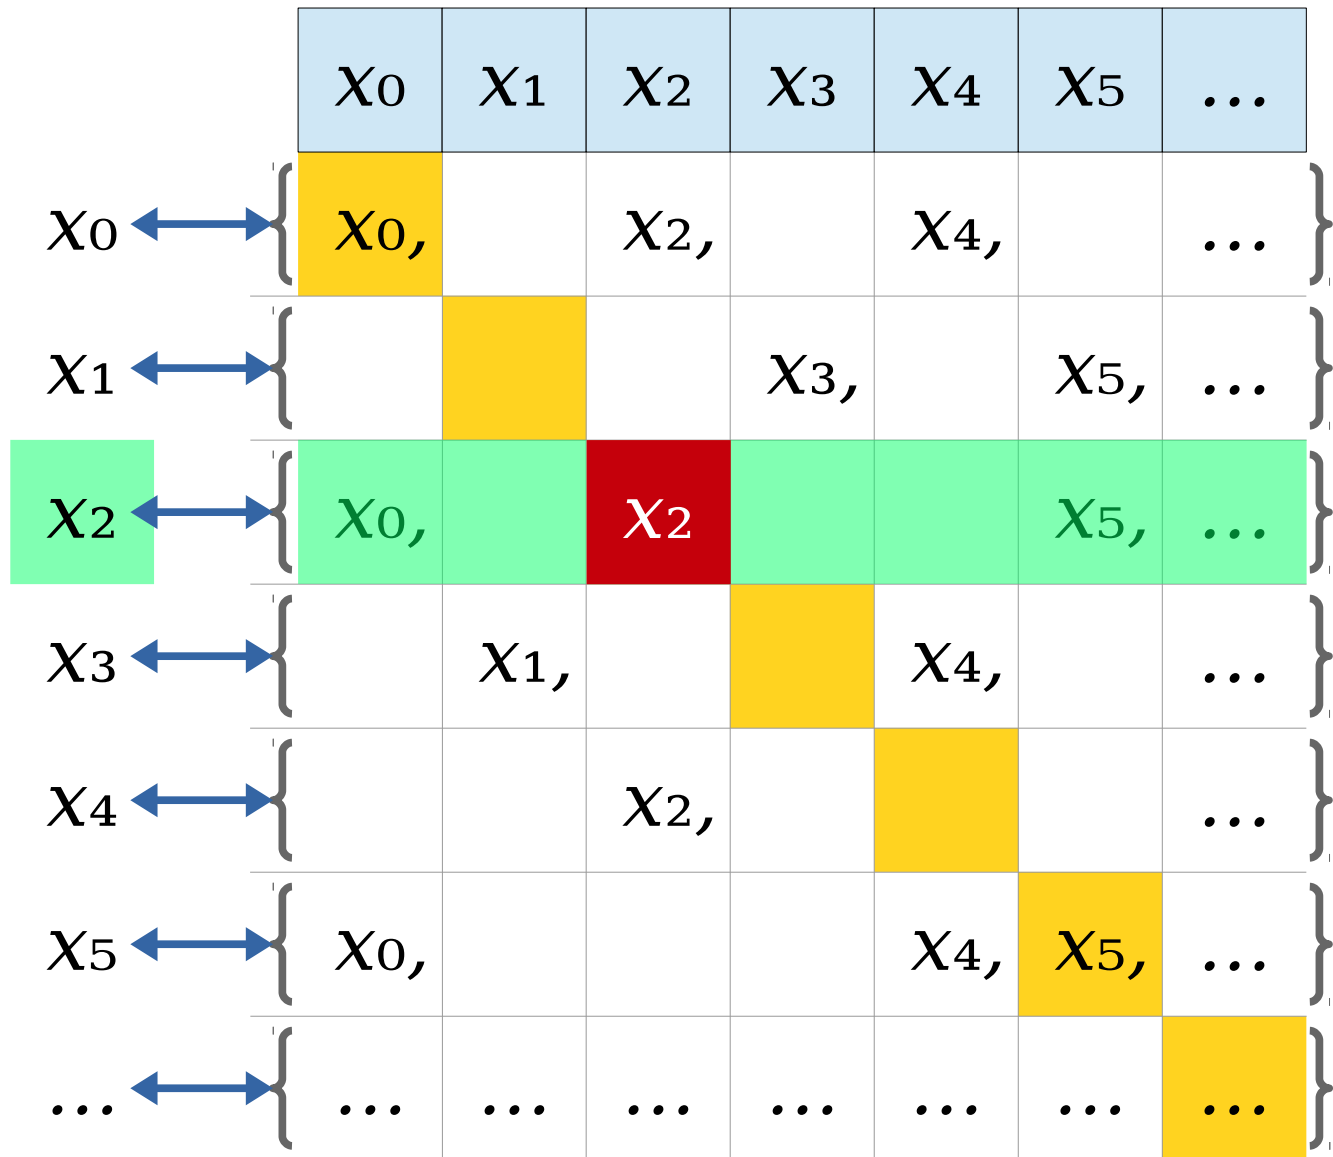 x₀ x₁ x₂ x₃ x₄ x₅ ...
x₀ { x₀, x₂, x₄, ... }
x₁ { x₃, x₅, ... }
x₂ { x₀, x₂ x₅, ... }
x₃ { x₁, x₄, ... }
x₄ { x₂, ... }
x₅ { x₀, x₄, x₅, ... }
... { ... ... ... ... ... ... ... }